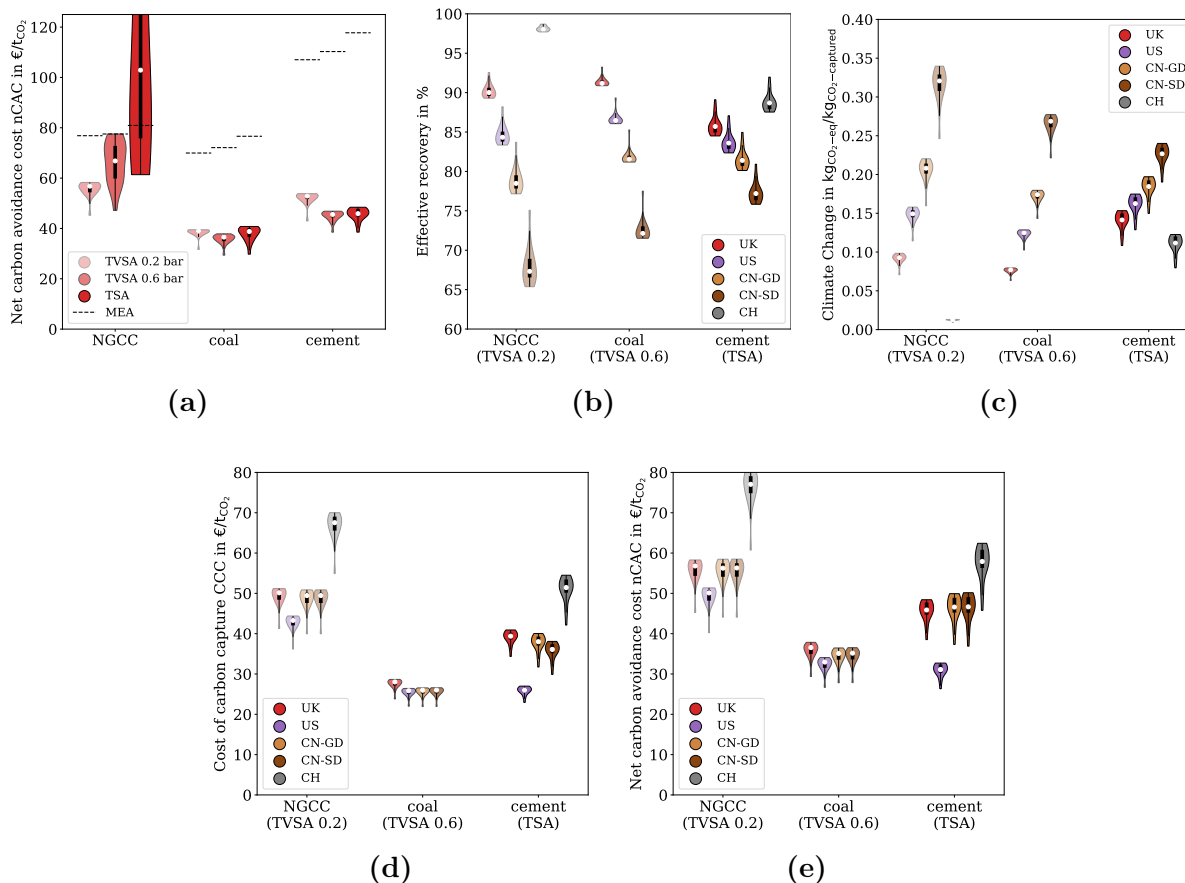 Net carbon avoidance cost nCAC in €/tCO₂
120
100
80
60
40
20
0
TVSA 0.2 bar
TVSA 0.6 bar
TSA
MEA
NGCC
coal
cement
(a)
Effective recovery in %
100
95
90
85
80
75
70
65
60
UK
US
CN-GD
CN-SD
CH
NGCC
(TVSA 0.2)
coal
(TVSA 0.6)
cement
(TSA)
(b)
Climate Change in kgCO₂−eq/kgCO₂−captured
0.40
0.35
0.30
0.25
0.20
0.15
0.10
0.05
0.00
UK
US
CN-GD
CN-SD
CH
NGCC
(TVSA 0.2)
coal
(TVSA 0.6)
cement
(TSA)
(c)
Cost of carbon capture CCC in €/tCO₂
80
70
60
50
40
30
20
10
0
UK
US
CN-GD
CN-SD
CH
NGCC
(TVSA 0.2)
coal
(TVSA 0.6)
cement
(TSA)
(d)
Net carbon avoidance cost nCAC in €/tCO₂
80
70
60
50
40
30
20
10
0
UK
US
CN-GD
CN-SD
CH
NGCC
(TVSA 0.2)
coal
(TVSA 0.6)
cement
(TSA)
(e)